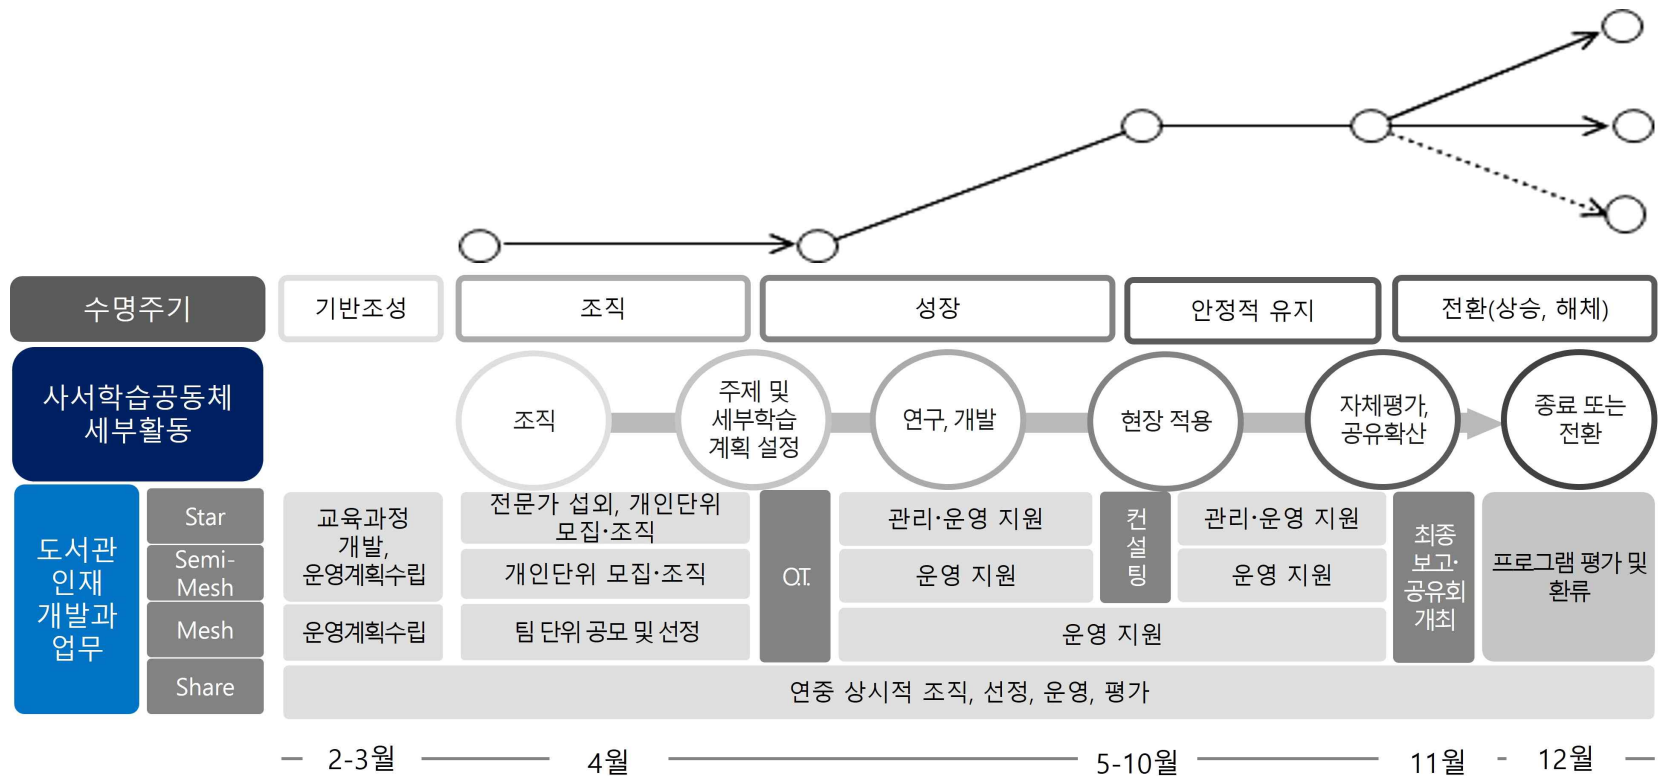 수명주기
기반조성
조직
성장
안정적 유지
전환(상승, 해체)
사서학습공동체
세부활동
조직
주제 및
세부학습
계획 설정
연구, 개발
현장 적용
자체평가,
공유확산
종료 또는
전환
도서관
인재
개발과
업무
Star
Semi-
Mesh
Mesh
Share
교육과정
개발,
운영계획수립
운영계획수립
전문가 섭외, 개인단위
모집·조직
개인단위 모집·조직
팀 단위 공모 및 선정
O.T.
관리·운영 지원
운영 지원
컨
설
팅
관리·운영 지원
운영 지원
운영 지원
최종
보고·
공유회
개최
프로그램 평가 및
환류
연중 상시적 조직, 선정, 운영, 평가
2-3월
4월
5-10월
11월
12월